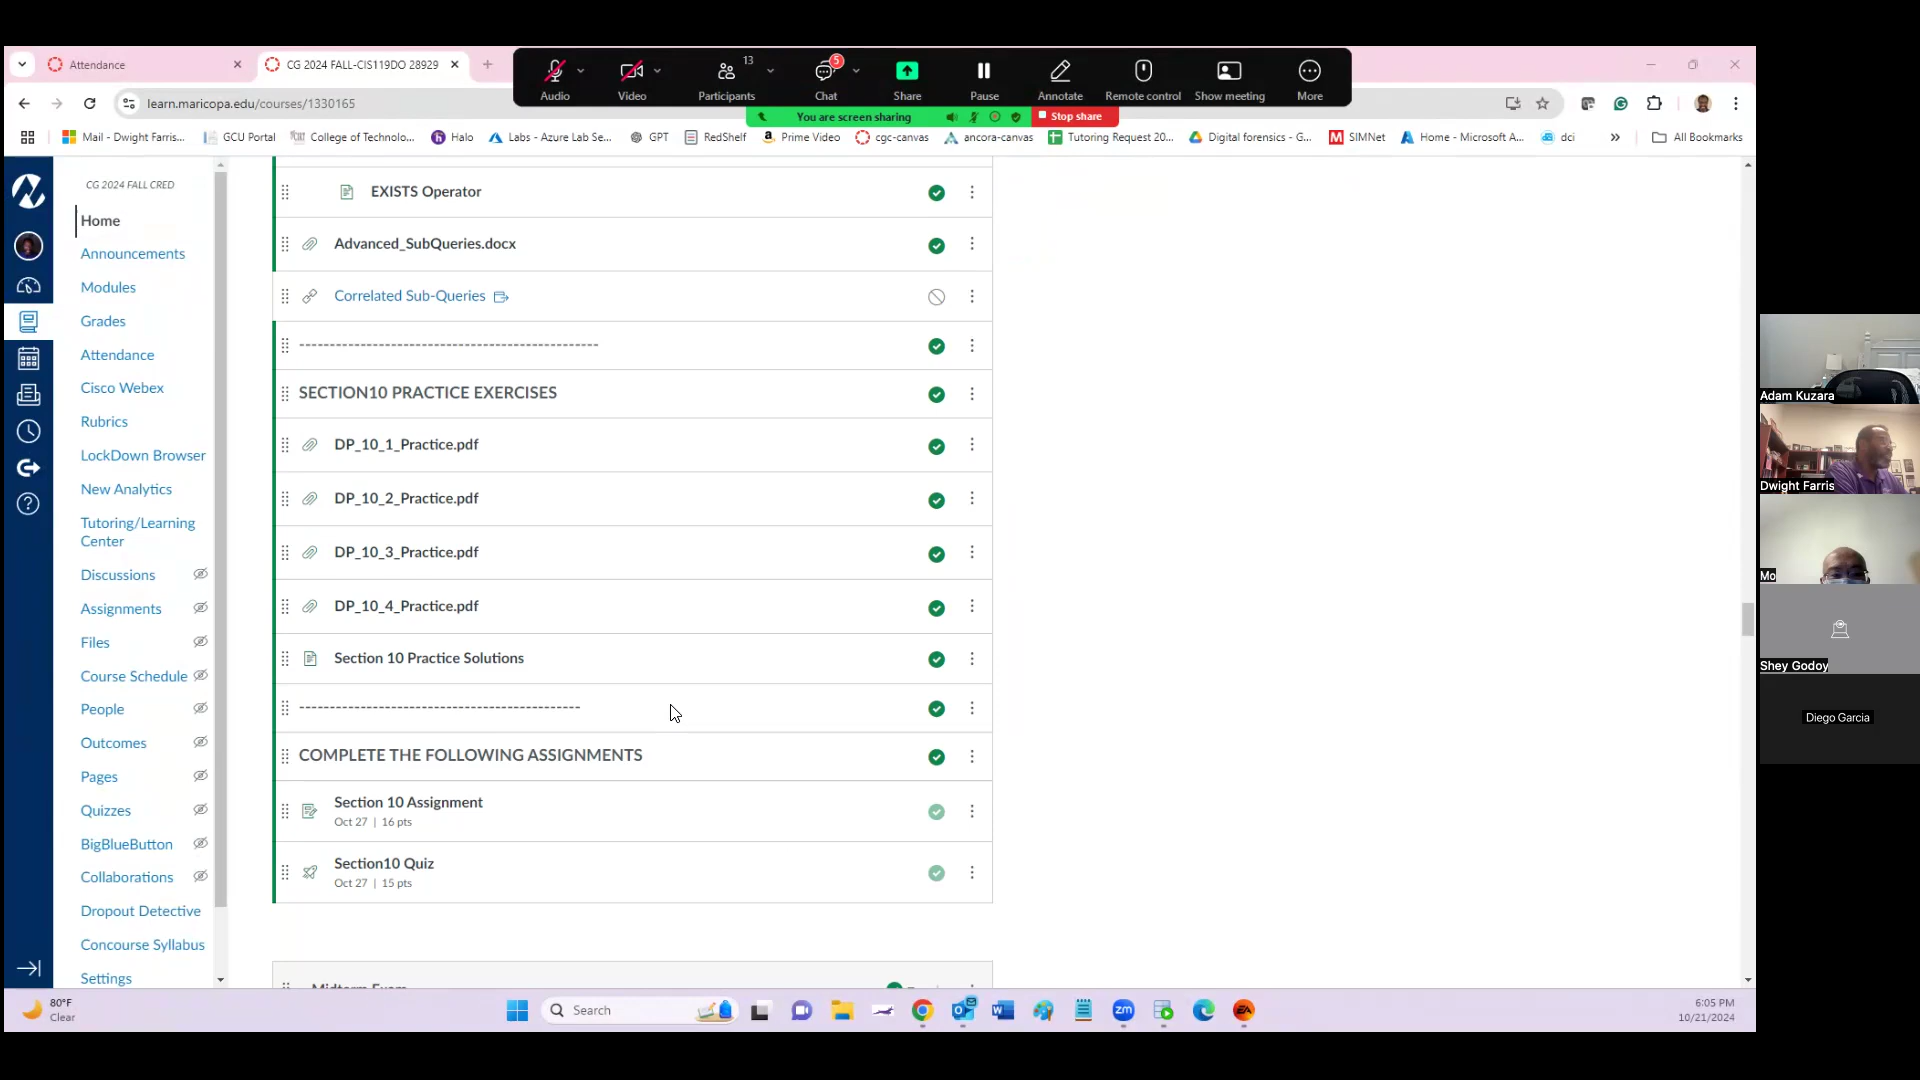 Attendance
CG 2024 FALL-CIS119DO 28929
Audio
Video
13
Participants
5
Chat
Share
Pause
Annotate
Remote control
Show meeting
More
learn.maricopa.edu/courses/1330165
You are screen sharing
Stop share
Mail - Dwight Farris...
GCU Portal
College of Technolo...
Halo
Labs - Azure Lab Se...
GPT
RedShelf
Prime Video
cgc-canvas
ancora-canvas
Tutoring Request 20...
Digital forensics - G...
SIMNet
Home - Microsoft A...
dci
All Bookmarks
CG 2024 FALL CRED
Home
Announcements
Modules
Grades
Attendance
Cisco Webex
Rubrics
LockDown Browser
New Analytics
Tutoring/Learning
Center
Discussions
Assignments
Files
Course Schedule
People
Outcomes
Pages
Quizzes
BigBlueButton
Collaborations
Dropout Detective
Concourse Syllabus
Settings
EXISTS Operator
Advanced_SubQueries.docx
Correlated Sub-Queries
-------------------------------------------------
SECTION10 PRACTICE EXERCISES
DP_10_1_Practice.pdf
DP_10_2_Practice.pdf
DP_10_3_Practice.pdf
DP_10_4_Practice.pdf
Section 10 Practice Solutions
----------------------------------------------
COMPLETE THE FOLLOWING ASSIGNMENTS
Section 10 Assignment
Oct 27 | 16 pts
Section10 Quiz
Oct 27 | 15 pts
Midterm Exam
Adam Kuzara
Dwight Farris
Mo
Shey Godoy
Diego Garcia
80°F
Clear
Search
zm
6:05 PM
10/21/2024